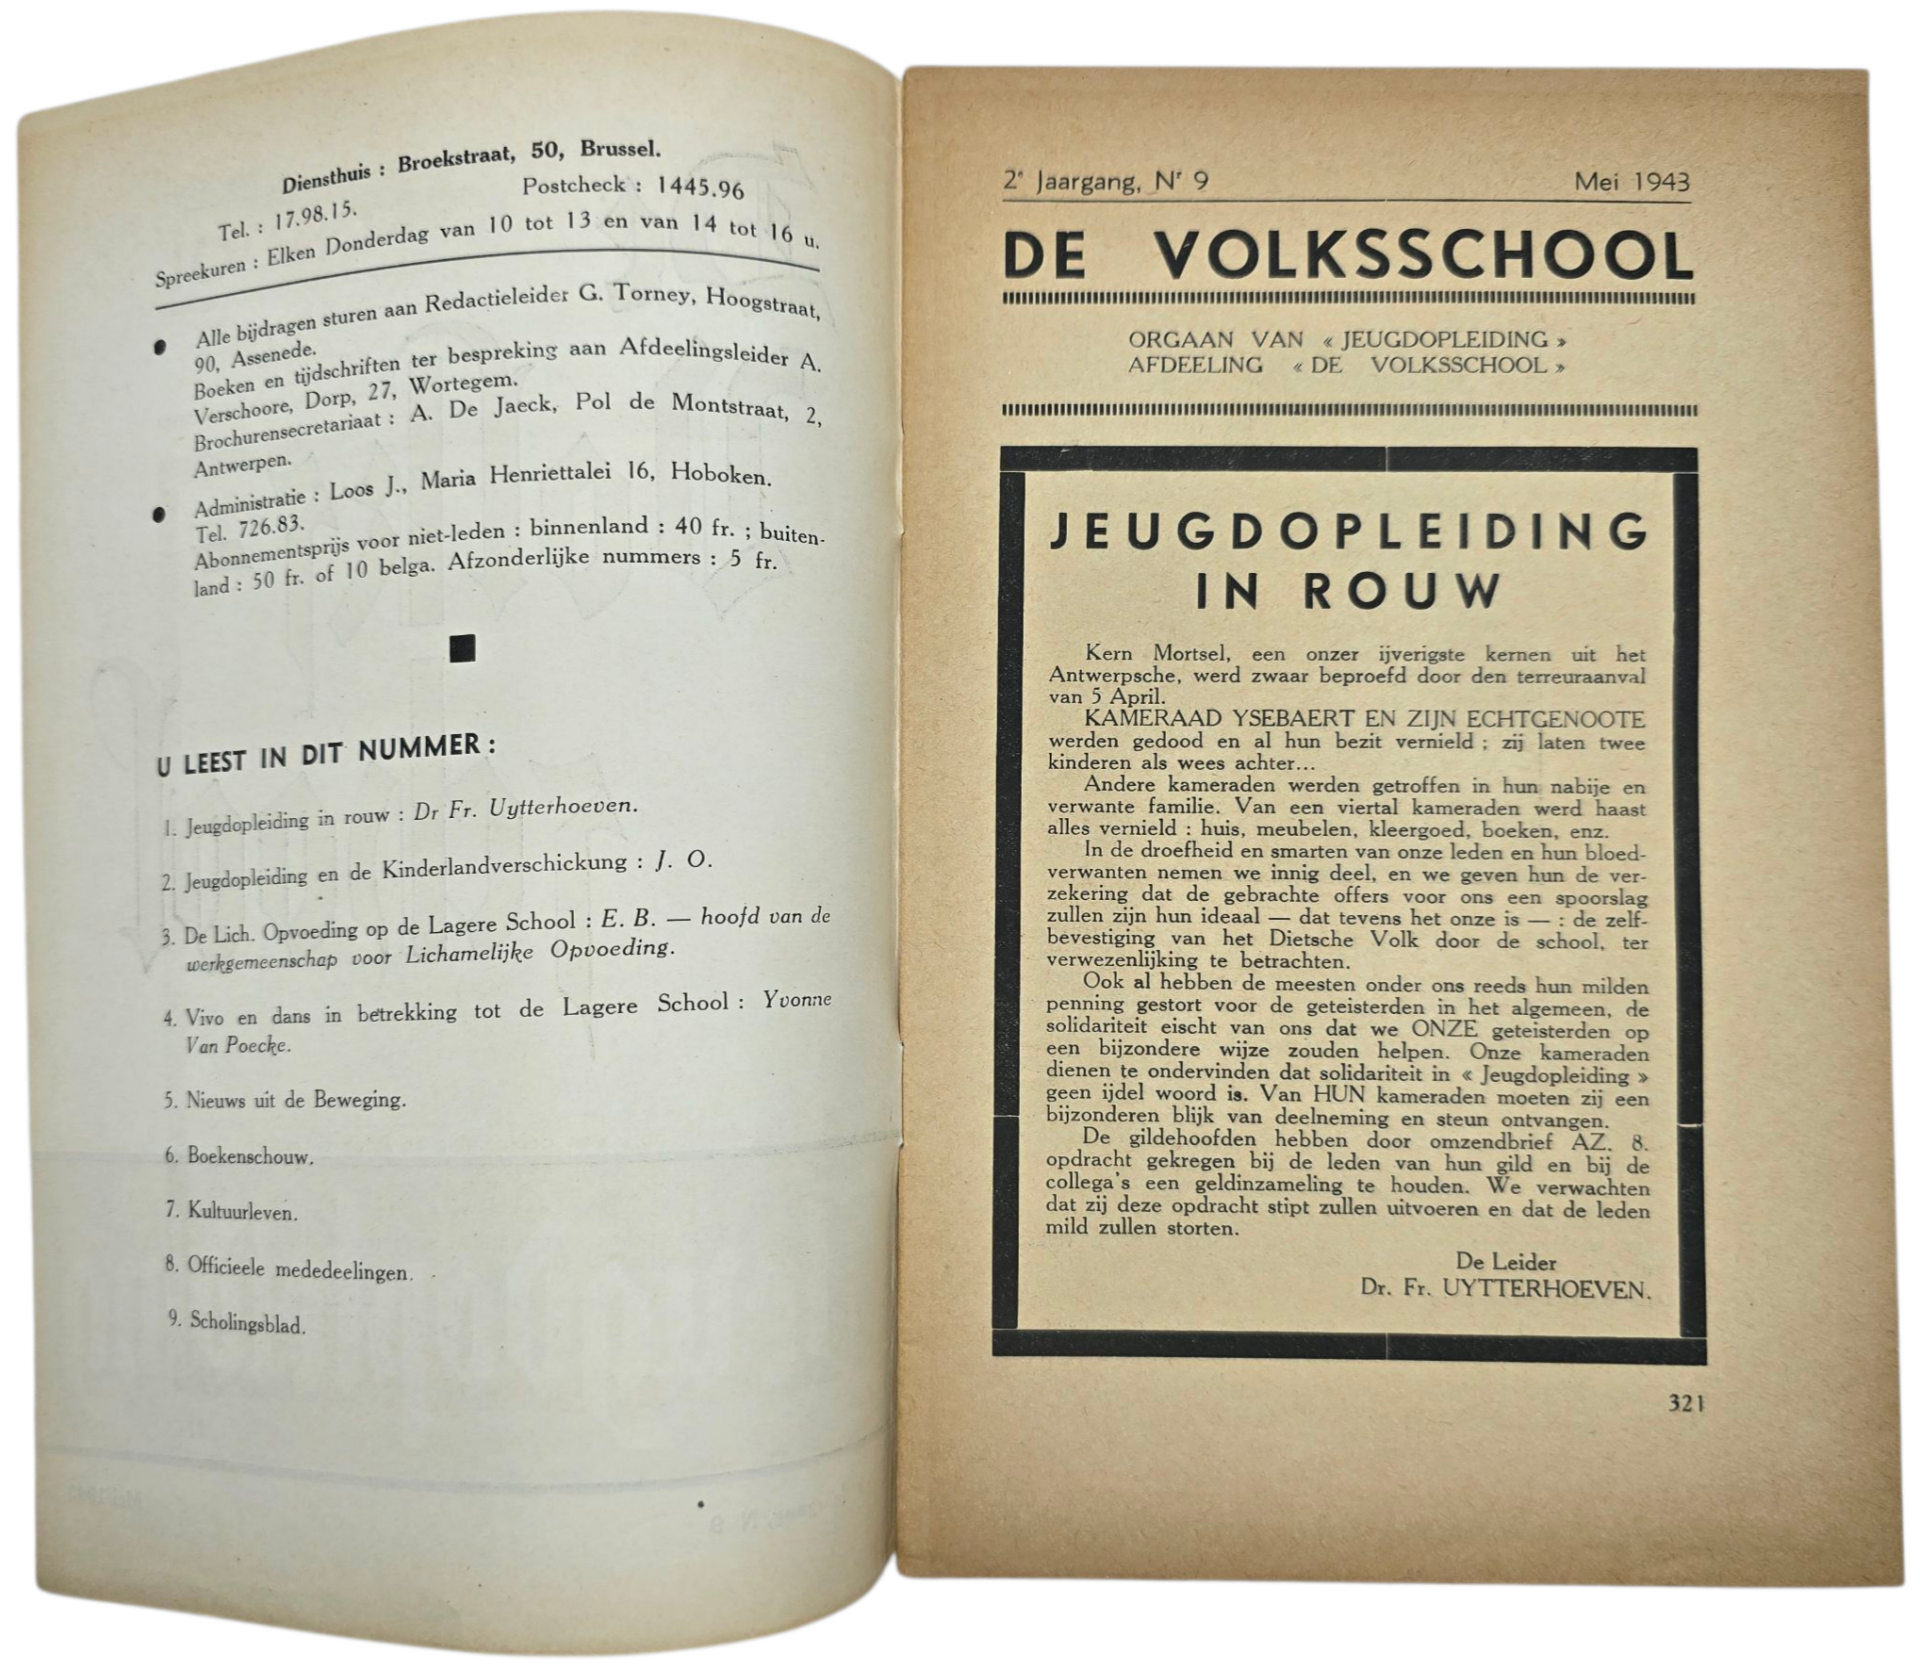 Diensthuis : Broekstraat, 50, Brussel.
Tel. : 17.98.15. Postcheck : 1445.96
Spreekuren : Elken Donderdag van 10 tot 13 en van 14 tot 16 u.
● Alle bijdragen sturen aan Redactieleider G. Torney, Hoogstraat,
90, Assenede.
Boeken en tijdschriften ter bespreking aan Afdeelingsleider A.
Verschoore, Dorp, 27, Wortegem.
Brochurensecretariaat : A. De Jaeck, Pol de Montstraat, 2,
Antwerpen.
● Administratie : Loos J., Maria Henriettalei 16, Hoboken.
Tel. 726.83.
Abonnementsprijs voor niet-leden : binnenland : 40 fr. ; buiten-
land : 50 fr. of 10 belga. Afzonderlijke nummers : 5 fr.
U LEEST IN DIT NUMMER :
1. Jeugdopleiding in rouw : Dr Fr. Uytterhoeven.
2. Jeugdopleiding en de Kinderlandverschickung : J. O.
3. De Lich. Opvoeding op de Lagere School : E. B. — hoofd van de
werkgemeenschap voor Lichamelijke Opvoeding.
4. Vivo en dans in betrekking tot de Lagere School : Yvonne
Van Poecke.
5. Nieuws uit de Beweging.
6. Boekenschouw.
7. Kultuurleven.
8. Officieele mededeelingen.
9. Scholingsblad.
2e Jaargang, Nr 9 Mei 1943
DE VOLKSSCHOOL
ORGAAN VAN « JEUGDOPLEIDING »
AFDEELING « DE VOLKSSCHOOL »
JEUGDOPLEIDING
IN ROUW
Kern Mortsel, een onzer ijverigste kernen uit het
Antwerpsche, werd zwaar beproefd door den terreuraanval
van 5 April.
KAMERAAD YSEBAERT EN ZIJN ECHTGENOOTE
werden gedood en al hun bezit vernield ; zij laten twee
kinderen als wees achter...
Andere kameraden werden getroffen in hun nabije en
verwante familie. Van een viertal kameraden werd haast
alles vernield : huis, meubelen, kleergoed, boeken, enz.
In de droefheid en smarten van onze leden en hun bloed-
verwanten nemen we innig deel, en we geven hun de ver-
zekering dat de gebrachte offers voor ons een spoorslag
zullen zijn hun ideaal — dat tevens het onze is — : de zelf-
bevestiging van het Dietsche Volk door de school, ter
verwezenlijking te betrachten.
Ook al hebben de meesten onder ons reeds hun milden
penning gestort voor de geteisterden in het algemeen, de
solidariteit eischt van ons dat we ONZE geteisterden op
een bijzondere wijze zouden helpen. Onze kameraden
dienen te ondervinden dat solidariteit in « Jeugdopleiding »
geen ijdel woord is. Van HUN kameraden moeten zij een
bijzonderen blijk van deelneming en steun ontvangen.
De gildehoofden hebben door omzendbrief AZ. 8.
opdracht gekregen bij de leden van hun gild en bij de
collega's een geldinzameling te houden. We verwachten
dat zij deze opdracht stipt zullen uitvoeren en dat de leden
mild zullen storten.
De Leider
Dr. Fr. UYTTERHOEVEN.
321